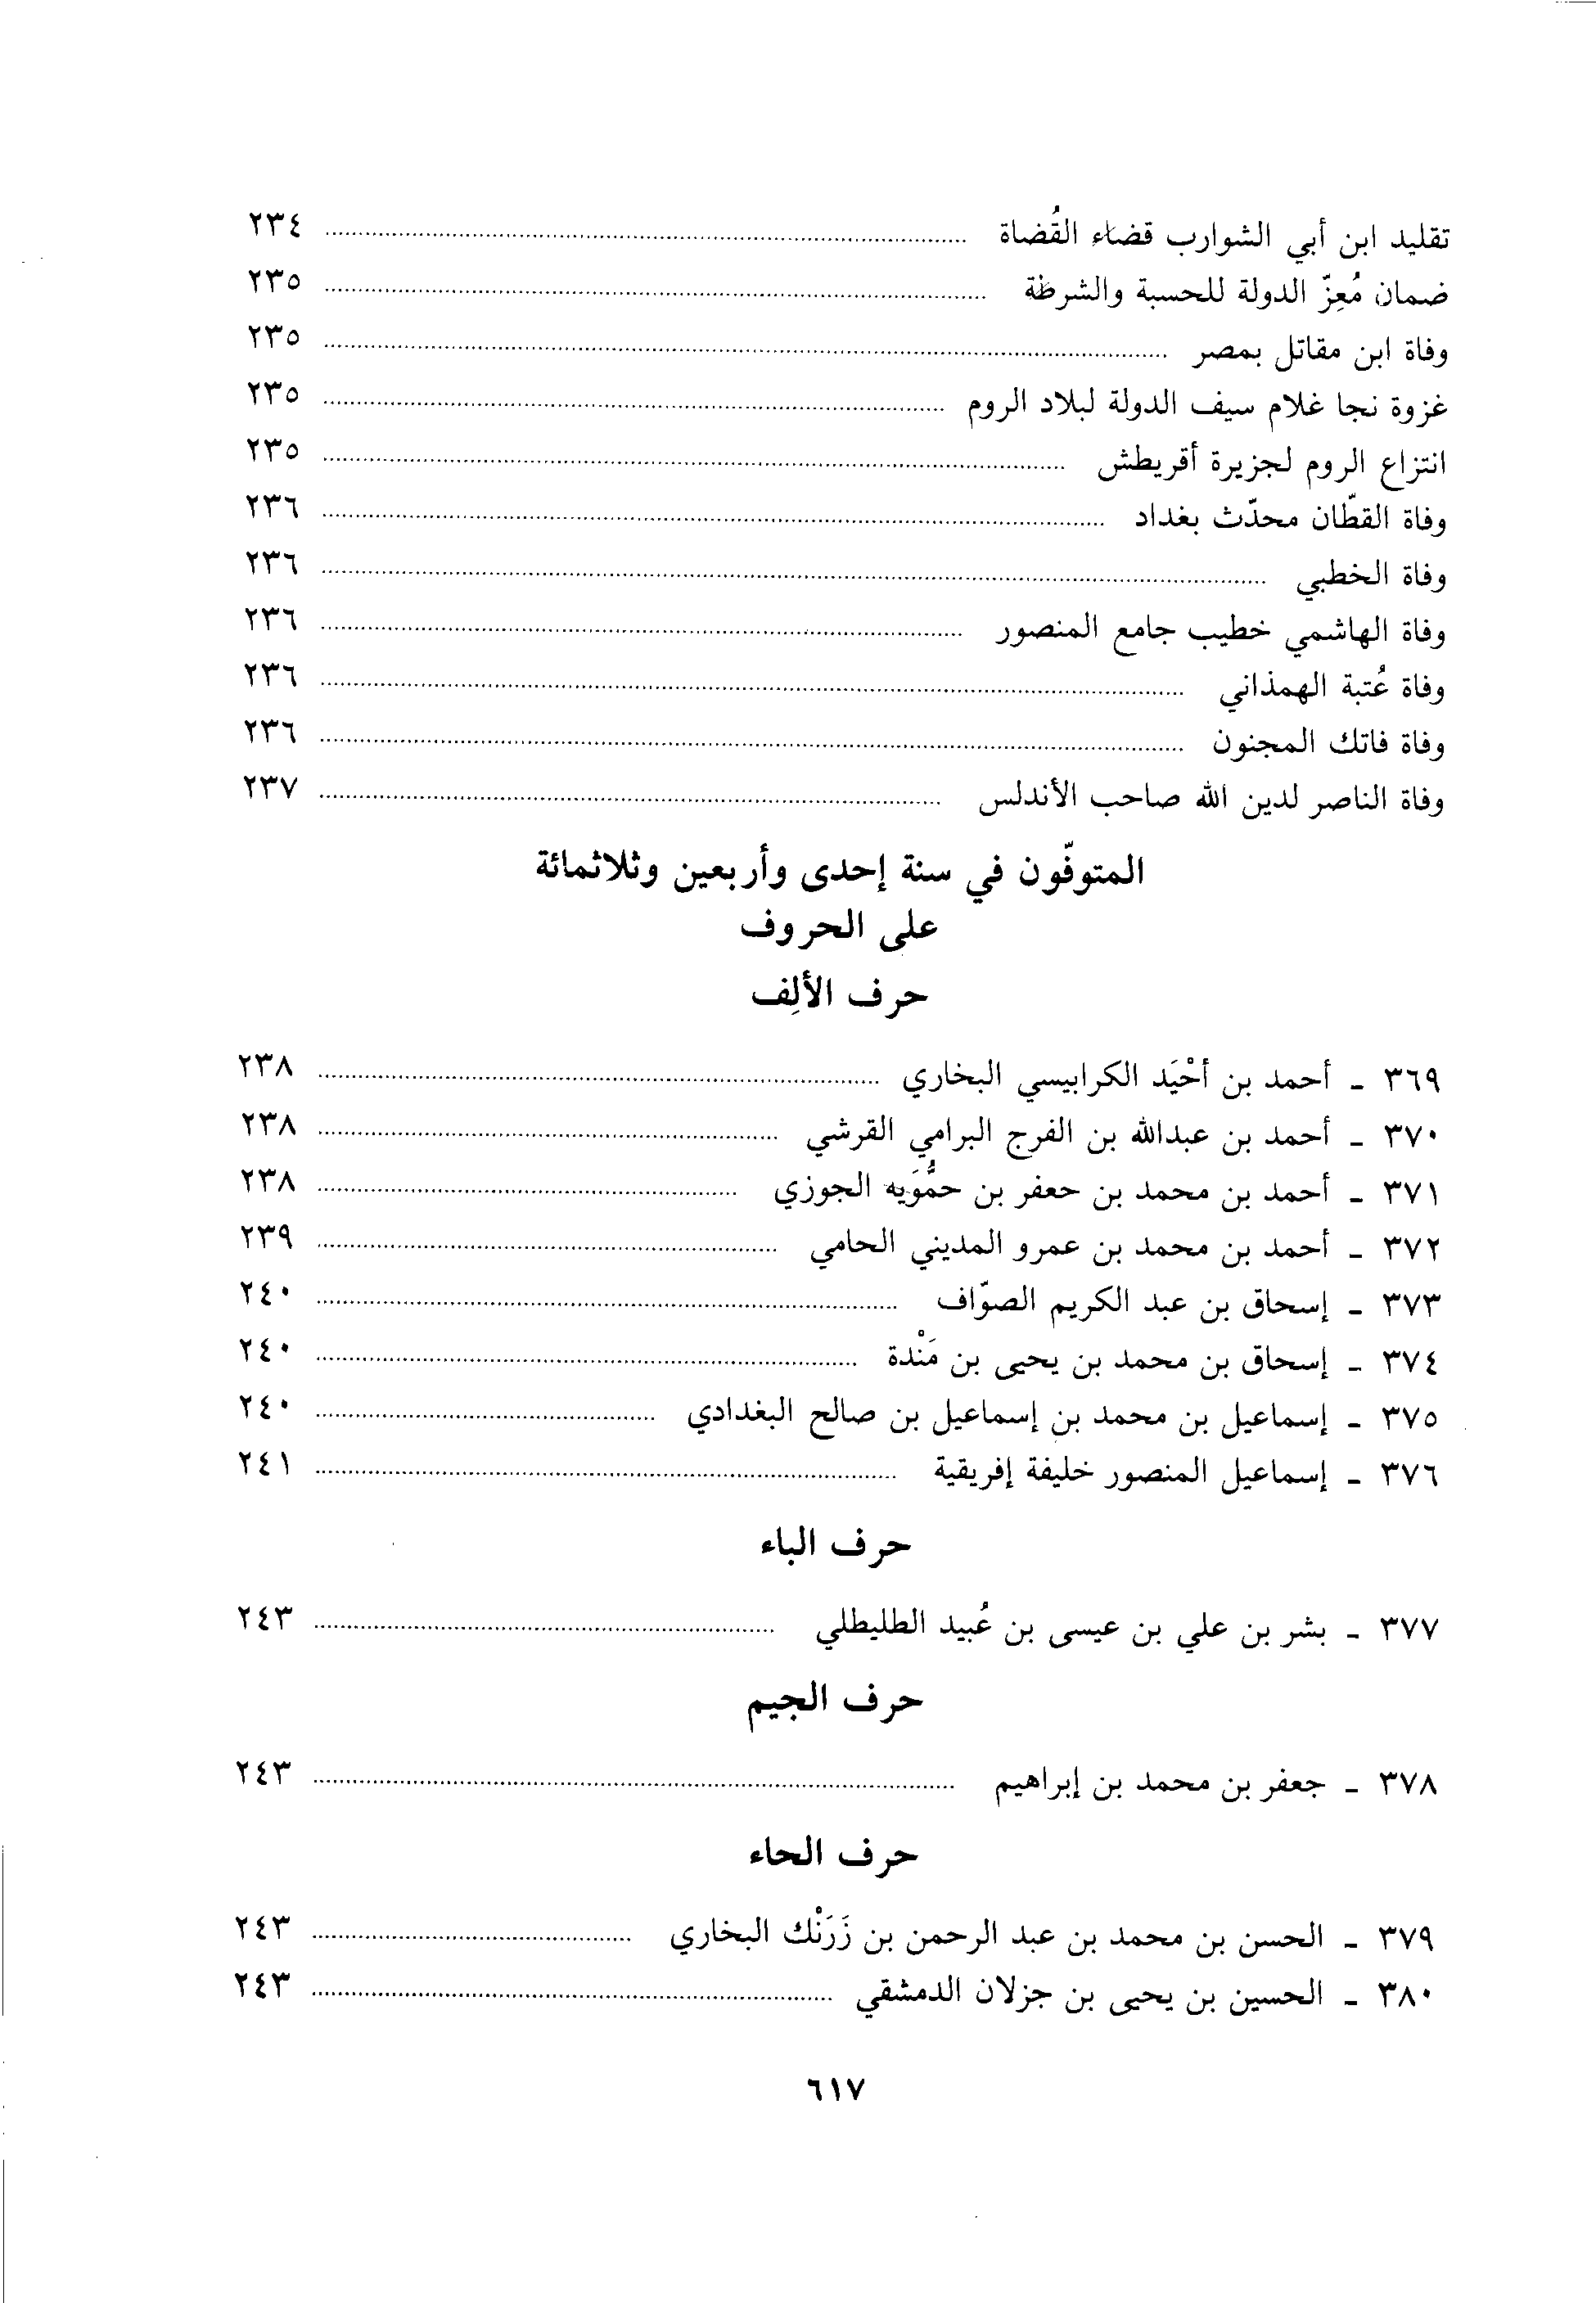 تقليد ابن أبي الشوارب قضاء القُضاة ........ ٢٣٤
ضمان مُعِزّ الدولة للحسبة والشرطة ........ ٢٣٥
وفاة ابن مقاتل بمصر ........ ٢٣٥
غزوة نجا غلام سيف الدولة لبلاد الروم ........ ٢٣٥
انتزاع الروم لجزيرة أقريطش ........ ٢٣٥
وفاة القطّان محدّث بغداد ........ ٢٣٦
وفاة الخطبي ........ ٢٣٦
وفاة الهاشمي خطيب جامع المنصور ........ ٢٣٦
وفاة عُتبة الهمذاني ........ ٢٣٦
وفاة فاتك المجنون ........ ٢٣٦
وفاة الناصر لدين الله صاحب الأندلس ........ ٢٣٧
المتوفّون في سنة إحدى وأربعين وثلاثمائة
على الحروف
حرف الألِف
٣٦٩ ـ أحمد بن أحْيَد الكرابيسي البخاري ........ ٢٣٨
٣٧٠ ـ أحمد بن عبدالله بن الفرج البرامي القرشي ........ ٢٣٨
٣٧١ ـ أحمد بن محمد بن حعفر بن حمُّوَيه الجوزي ........ ٢٣٨
٣٧٢ ـ أحمد بن محمد بن عمرو المديني الحامي ........ ٢٣٩
٣٧٣ ـ إسحاق بن عبد الكريم الصوّاف ........ ٢٤٠
٣٧٤ ـ إسحاق بن محمد بن يحيى بن مَنْدة ........ ٢٤٠
٣٧٥ ـ إسماعيل بن محمد بن إسماعيل بن صالح البغدادي ........ ٢٤٠
٣٧٦ ـ إسماعيل المنصور خليفة إفريقية ........ ٢٤١
حرف الباء
٣٧٧ ـ بشر بن علي بن عيسى بن عُبيد الطليطلي ........ ٢٤٣
حرف الجيم
٣٧٨ ـ جعفر بن محمد بن إبراهيم ........ ٢٤٣
حرف الحاء
٣٧٩ ـ الحسن بن محمد بن عبد الرحمن بن زَرَنْك البخاري ........ ٢٤٣
٣٨٠ ـ الحسين بن يحيى بن جزلان الدمشقي ........ ٢٤٣
٦١٧